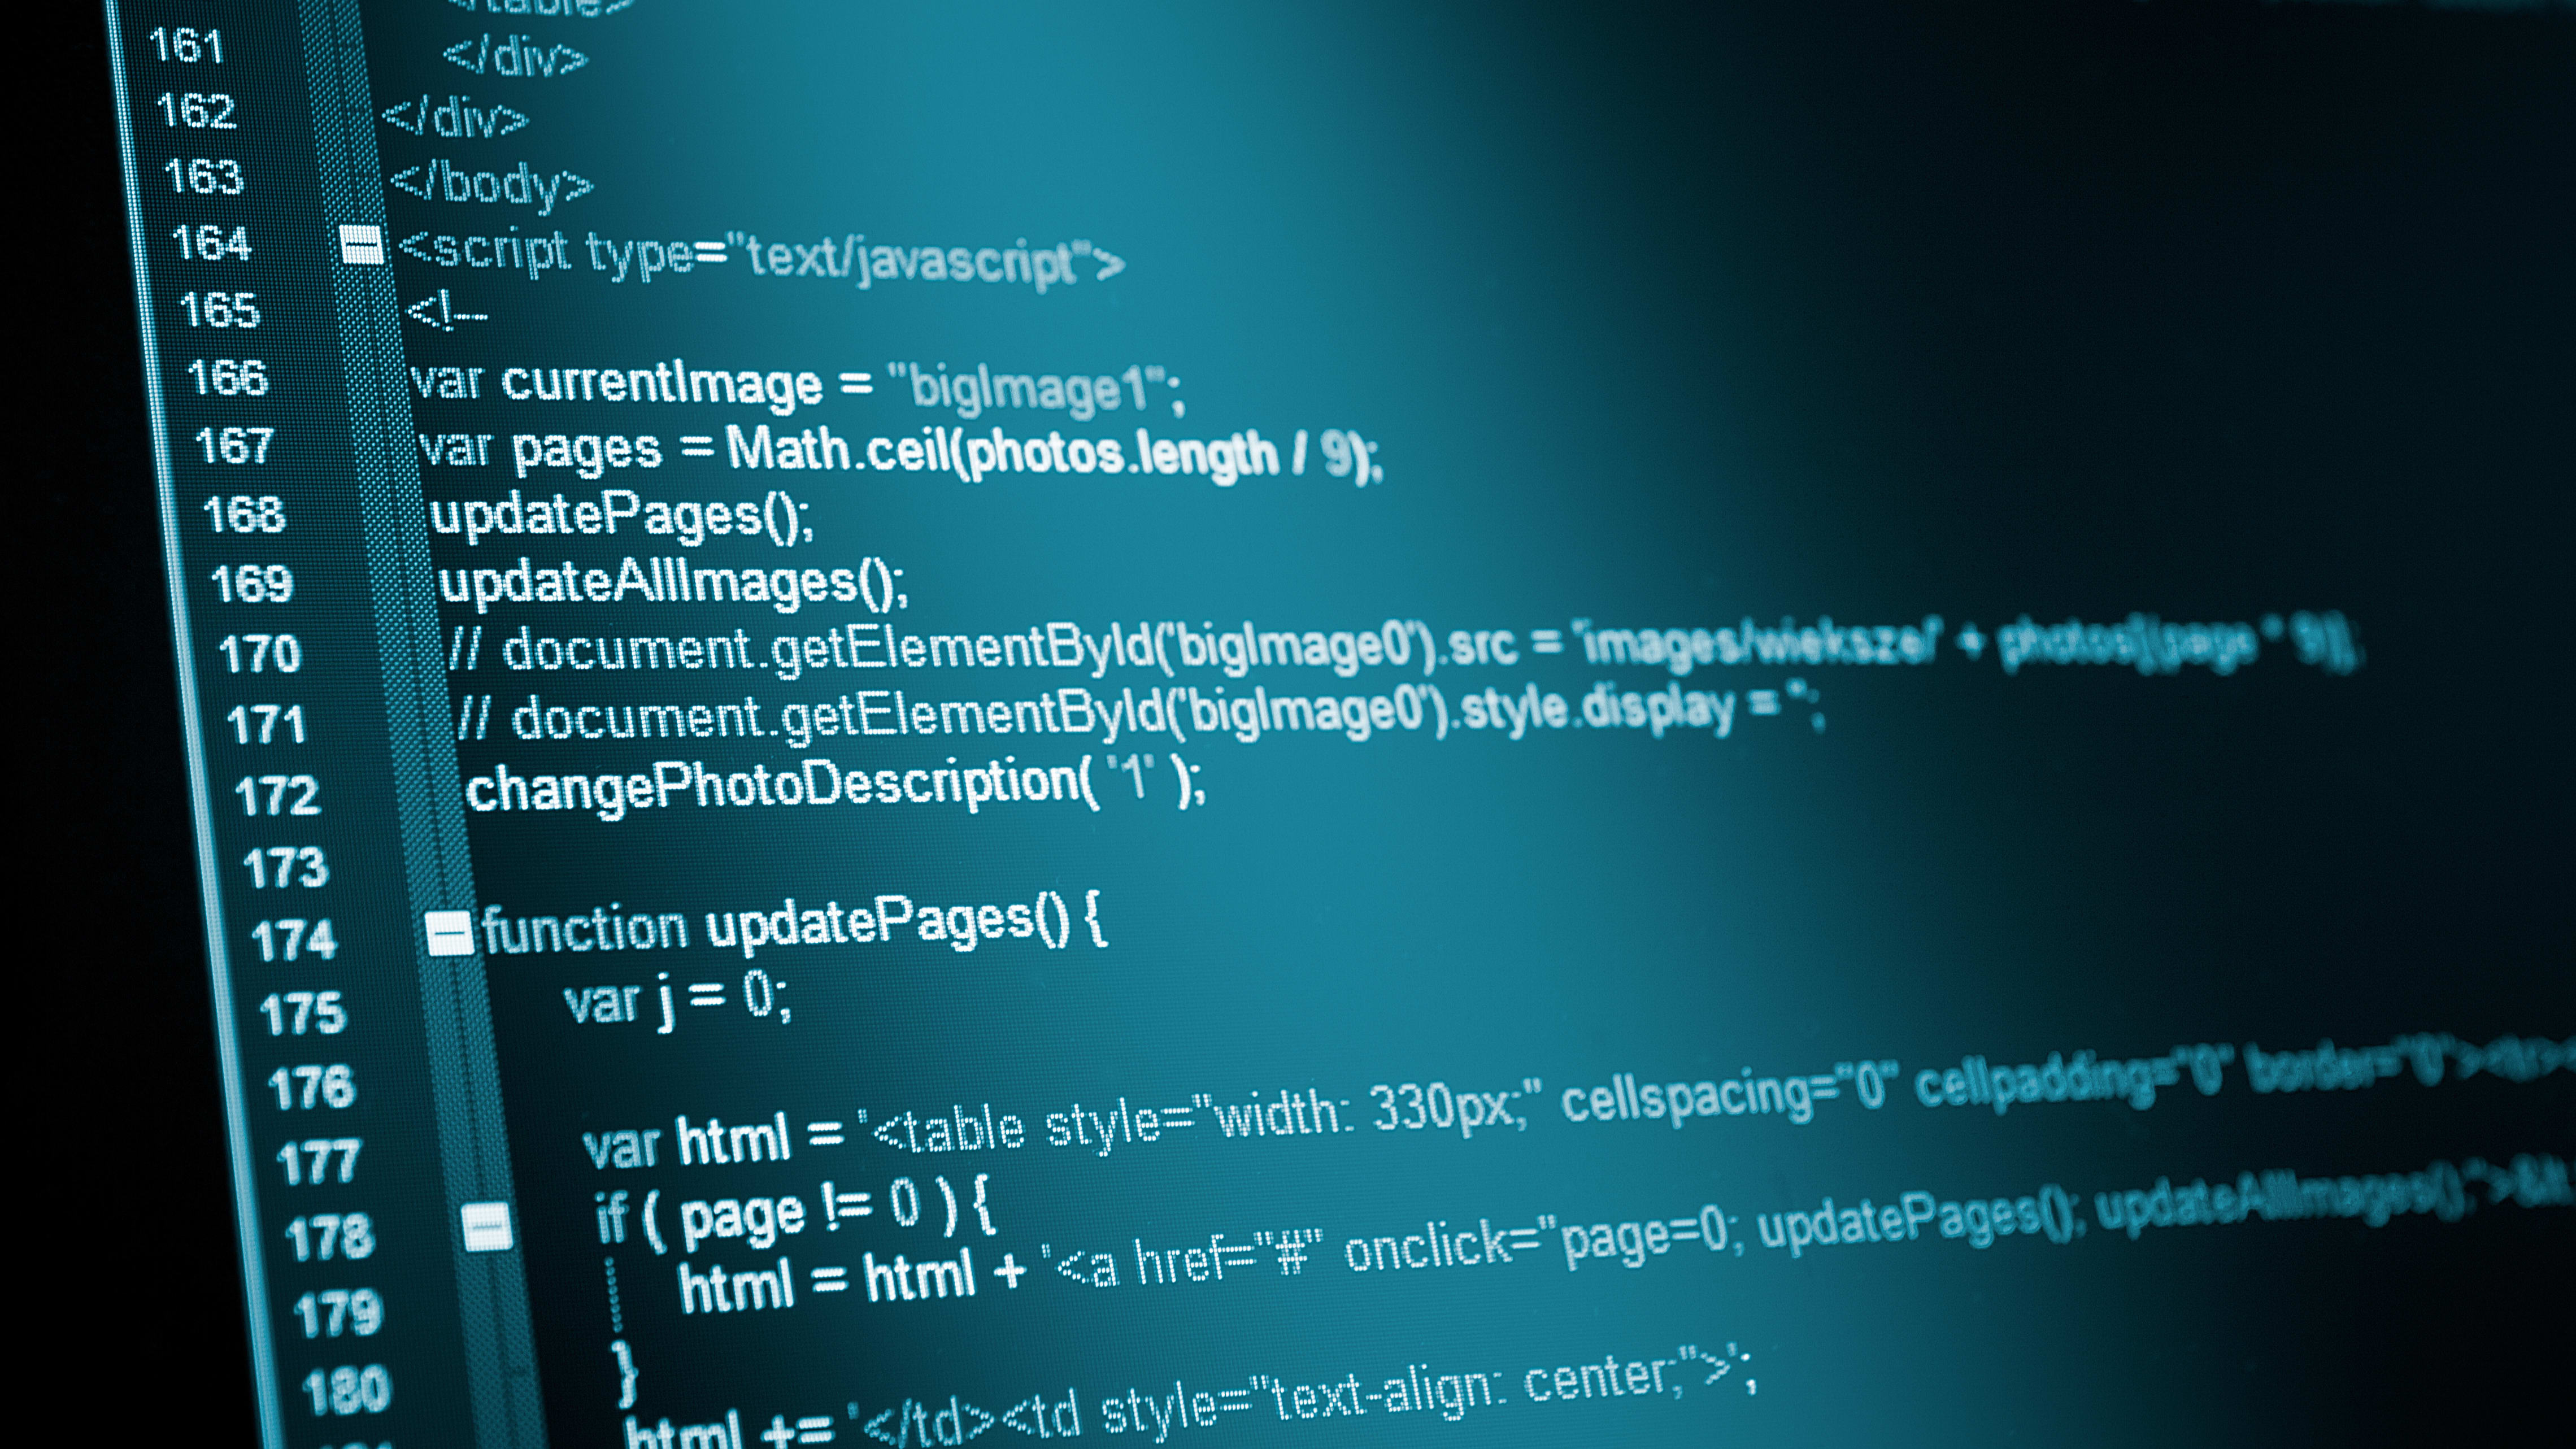 </table>
161 </div>
162 </div>
163 </body>
164 <script type="text/javascript">
165 <!--
166 var currentImage = "bigImage1";
167 var pages = Math.ceil(photos.length / 9);
168 updatePages();
169 updateAllImages();
170 // document.getElementById('bigImage0').src = 'images/wieksze/' + photos[(page * 9)];
171 // document.getElementById('bigImage0').style.display = '';
172 changePhotoDescription( '1' );
173
174 function updatePages() {
175 var j = 0;
176
177 var html = '<table style="width: 330px;" cellspacing="0" cellpadding="0" border="0"><tr><
178 if ( page != 0 ) {
179 html = html + '<a href="#" onclick="page=0; updatePages(); updateAllImages();">&lt
180 }
html += '</td><td style="text-align: center;">';